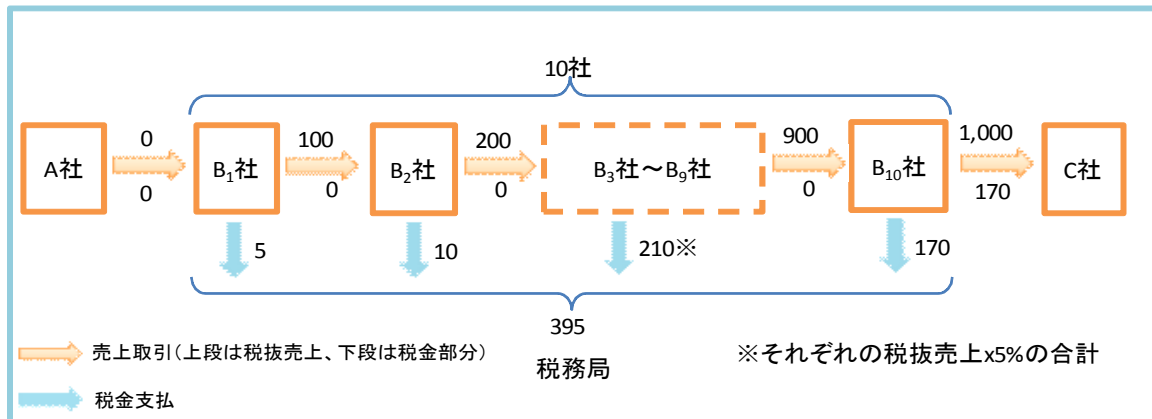 10社
0
100
200
900
1,000
A社
B1社
B2社
B3社～B9社
B10社
C社
0
0
0
0
170
5
10
210※
170
395
売上取引(上段は税抜売上、下段は税金部分)
税務局
※それぞれの税抜売上x5%の合計
税金支払